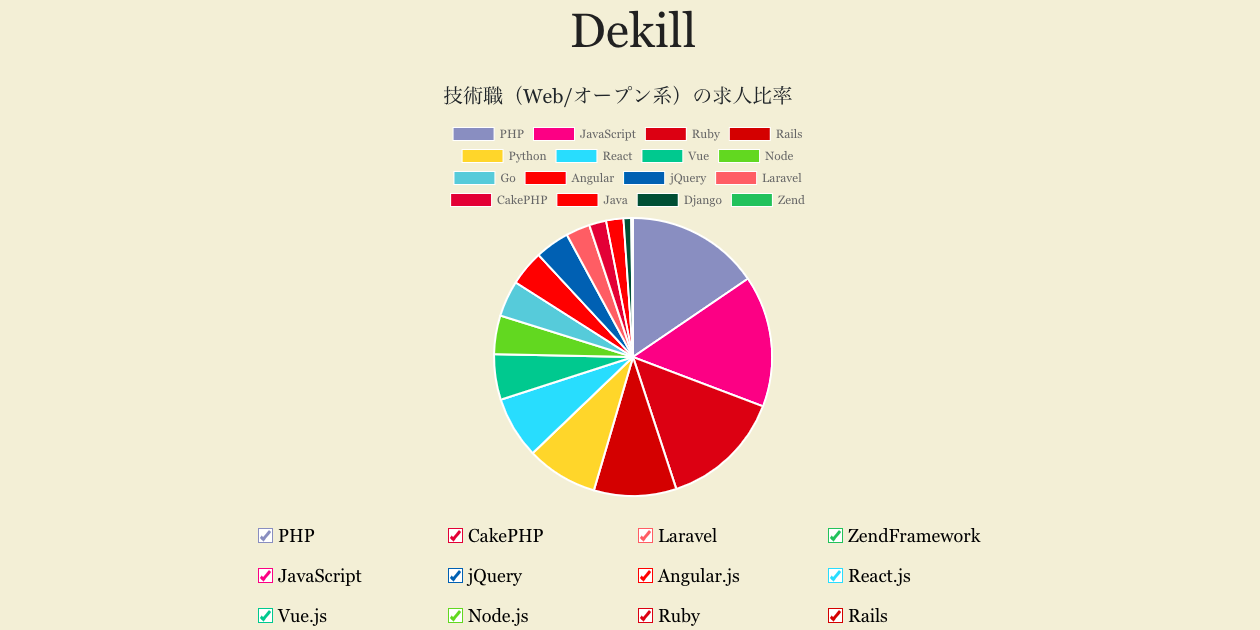 Dekill
技術職（Web/オープン系）の求人比率
PHP JavaScript Ruby Rails
Python React Vue Node
Go Angular jQuery Laravel
CakePHP Java Django Zend
PHP CakePHP Laravel ZendFramework
JavaScript jQuery Angular.js React.js
Vue.js Node.js Ruby Rails